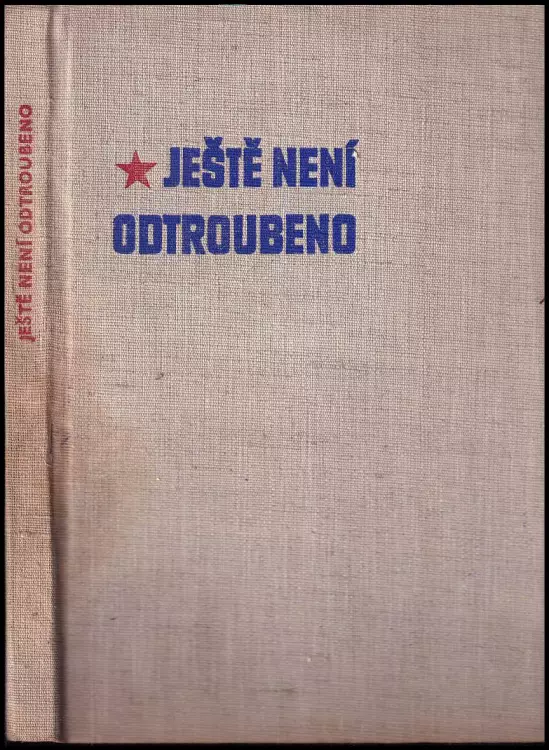 JEŠTĚ NENÍ ODTROUBENO
★ JEŠTĚ NENÍ
ODTROUBENO